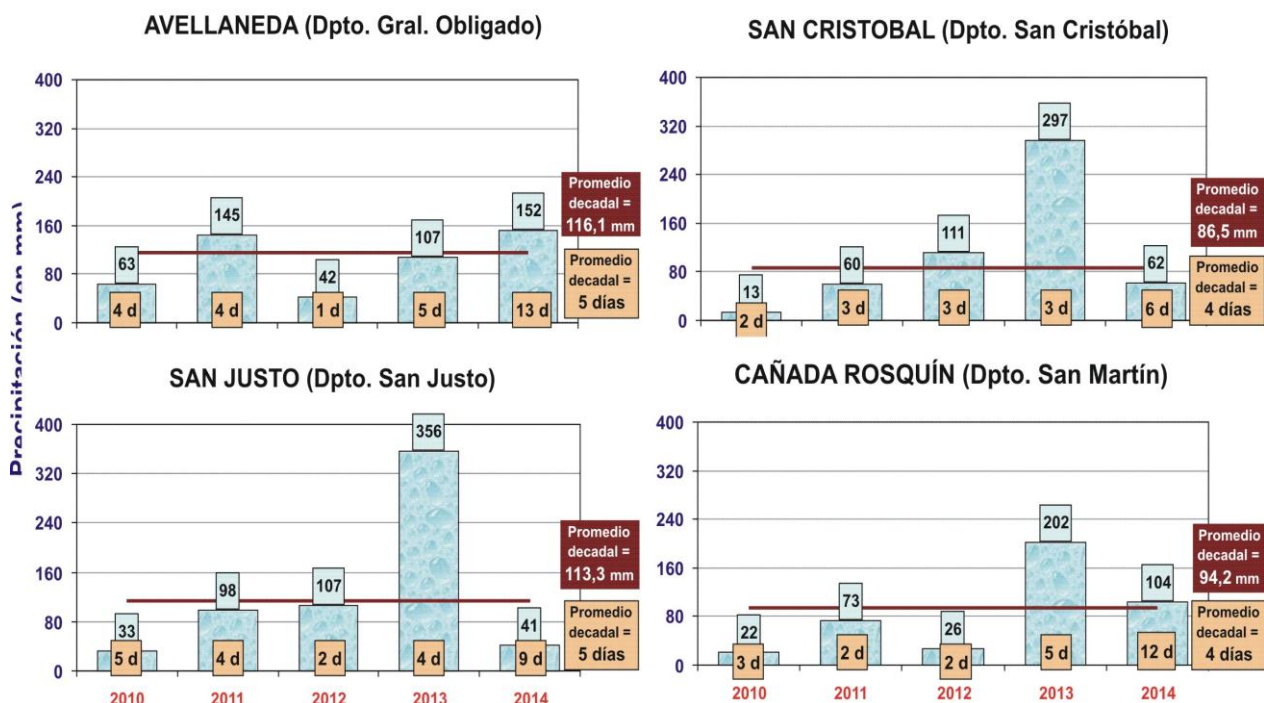 AVELLANEDA (Dpto. Gral. Obligado)
Precipitación (en mm)
400
320
240
160
80
0
63
145
42
107
152
4 d
4 d
1 d
5 d
13 d
Promedio
decadal =
116,1 mm
Promedio
decadal =
5 días
SAN CRISTOBAL (Dpto. San Cristóbal)
400
320
240
160
80
0
13
60
111
297
62
2 d
3 d
3 d
3 d
6 d
Promedio
decadal =
86,5 mm
Promedio
decadal =
4 días
SAN JUSTO (Dpto. San Justo)
400
320
240
160
80
0
33
98
107
356
41
5 d
4 d
2 d
4 d
9 d
Promedio
decadal =
113,3 mm
Promedio
decadal =
5 días
2010
2011
2012
2013
2014
CAÑADA ROSQUÍN (Dpto. San Martín)
400
320
240
160
80
0
22
73
26
202
104
3 d
2 d
2 d
5 d
12 d
Promedio
decadal =
94,2 mm
Promedio
decadal =
4 días
2010
2011
2012
2013
2014